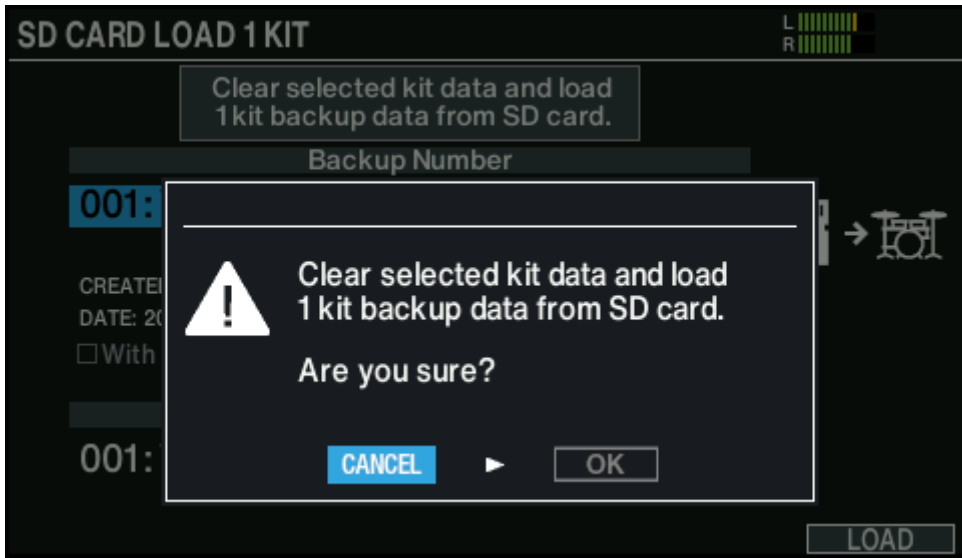 SD CARD LOAD 1 KIT
L
R
Clear selected kit data and load
1 kit backup data from SD card.
Backup Number
001:
CREATED
DATE: 20
With
Clear selected kit data and load
1 kit backup data from SD card.
Are you sure?
001:
CANCEL
OK
LOAD